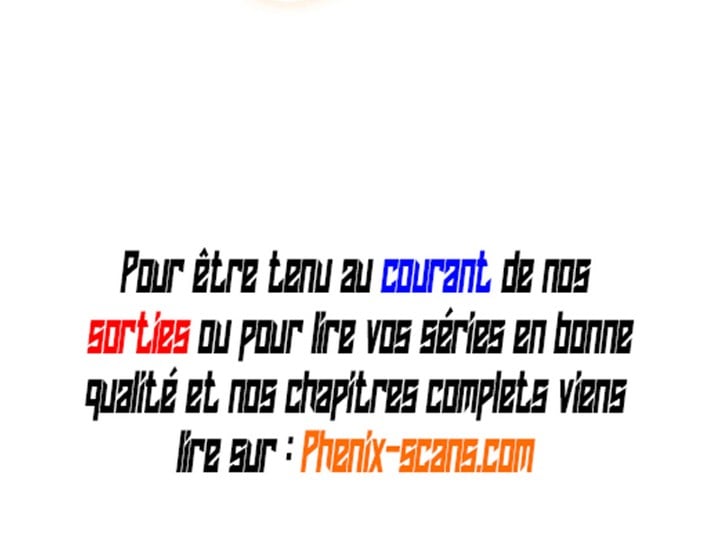 Pour être tenu au courant de nos
sorties ou pour lire vos séries en bonne
qualité et nos chapitres complets viens
lire sur : Phenix-scans.com